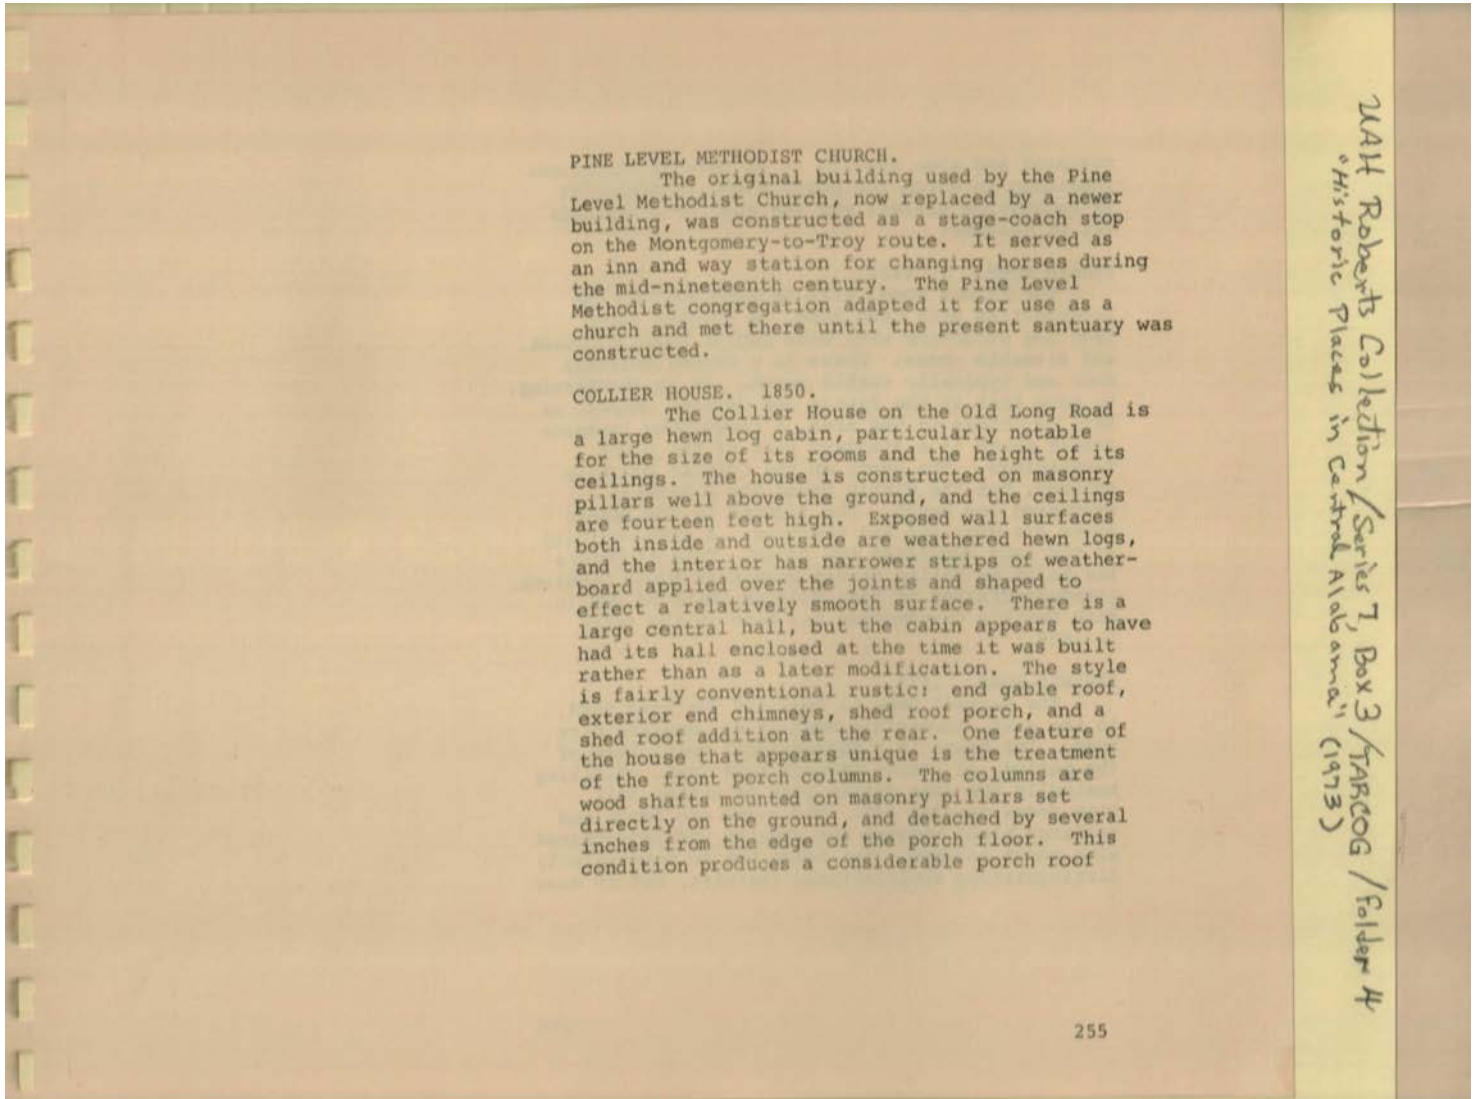 PINE LEVEL METHODIST CHURCH.
The original building used by the Pine
Level Methodist Church, now replaced by a newer
building, was constructed as a stage-coach stop
on the Montgomery-to-Troy route. It served as
an inn and way station for changing horses during
the mid-nineteenth century. The Pine Level
Methodist congregation adapted it for use as a
church and met there until the present santuary was
constructed.
COLLIER HOUSE. 1850.
The Collier House on the Old Long Road is
a large hewn log cabin, particularly notable
for the size of its rooms and the height of its
ceilings. The house is constructed on masonry
pillars well above the ground, and the ceilings
are fourteen feet high. Exposed wall surfaces
both inside and outside are weathered hewn logs,
and the interior has narrower strips of weather-
board applied over the joints and shaped to
effect a relatively smooth surface. There is a
large central hall, but the cabin appears to have
had its hall enclosed at the time it was built
rather than as a later modification. The style
is fairly conventional rustic: end gable roof,
exterior end chimneys, shed roof porch, and a
shed roof addition at the rear. One feature of
the house that appears unique is the treatment
of the front porch columns. The columns are
wood shafts mounted on masonry pillars set
directly on the ground, and detached by several
inches from the edge of the porch floor. This
condition produces a considerable porch roof
255
UAH Roberts Collection/Series 7, Box 3/TARCOG/Folder 4
"Historic Places in Central Alabama" (1973)